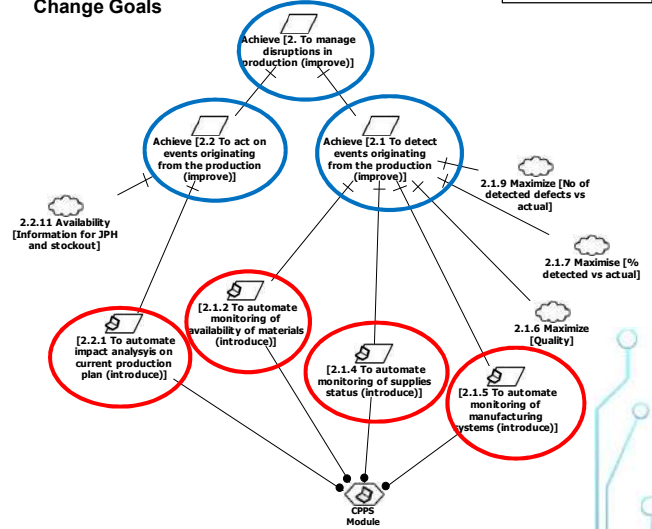 Change Goals
Achieve [2. To manage
disruptions in
production (improve)]
Achieve [2.2 To act on
events originating
from the production
(improve)]
Achieve [2.1 To detect
events originating
from the production
(improve)]
2.1.9 Maximize [No of
detected defects vs
actual]
2.2.11 Availability
[Information for JPH
and stockout]
2.1.7 Maximise [%
detected vs actual]
[2.1.2 To automate
monitoring of
availability of materials
(introduce)]
2.1.6 Maximize
[Quality]
[2.2.1 To automate
impact analysyis on
current production
plan (introduce)]
[2.1.4 To automate
monitoring of supplies
status (introduce)]
[2.1.5 To automate
monitoring of
manufacturing
systems (introduce)]
CPPS
Module